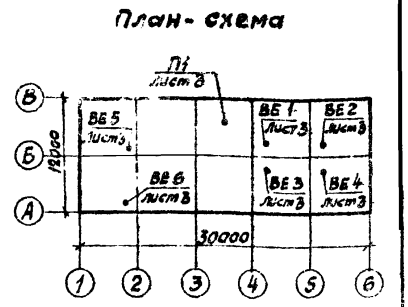 План-схема
П1
лист 3
В
ВЕ 5
лист 3
ВЕ 1
лист 3
ВЕ 2
лист 3
Б
12000
ВЕ 6
лист 3
ВЕ 3
лист 3
ВЕ 4
лист 3
А
30000
1 2 3 4 5 6